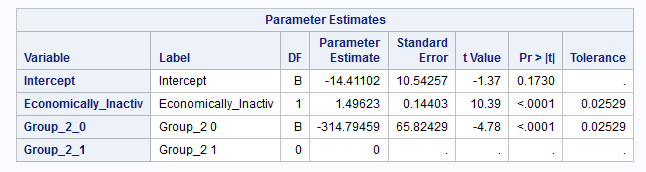 Parameter Estimates
Variable Label DF Parameter Estimate Standard Error t Value Pr > |t| Tolerance
Intercept Intercept B -14.41102 10.54257 -1.37 0.1730 .
Economically_Inactiv Economically_Inactiv 1 1.49623 0.14403 10.39 <.0001 0.02529
Group_2_0 Group_2 0 B -314.79459 65.82429 -4.78 <.0001 0.02529
Group_2_1 Group_2 1 0 0 . . . .